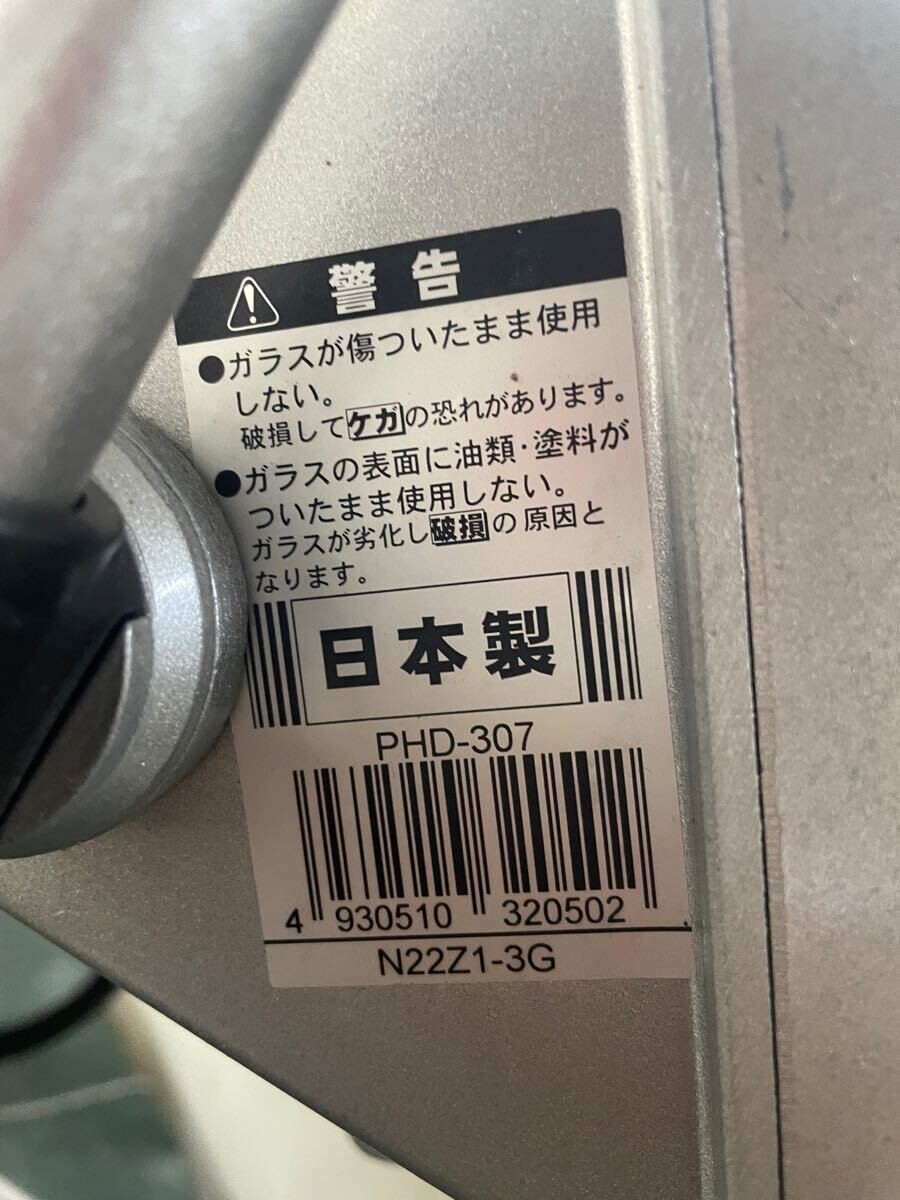 警告
●ガラスが傷ついたまま使用
しない。
破損してケガの恐れがあります。
●ガラスの表面に油類・塗料が
ついたまま使用しない。
ガラスが劣化し破損の原因と
なります。
日本製
PHD-307
4 930510 320502
N22Z1-3G